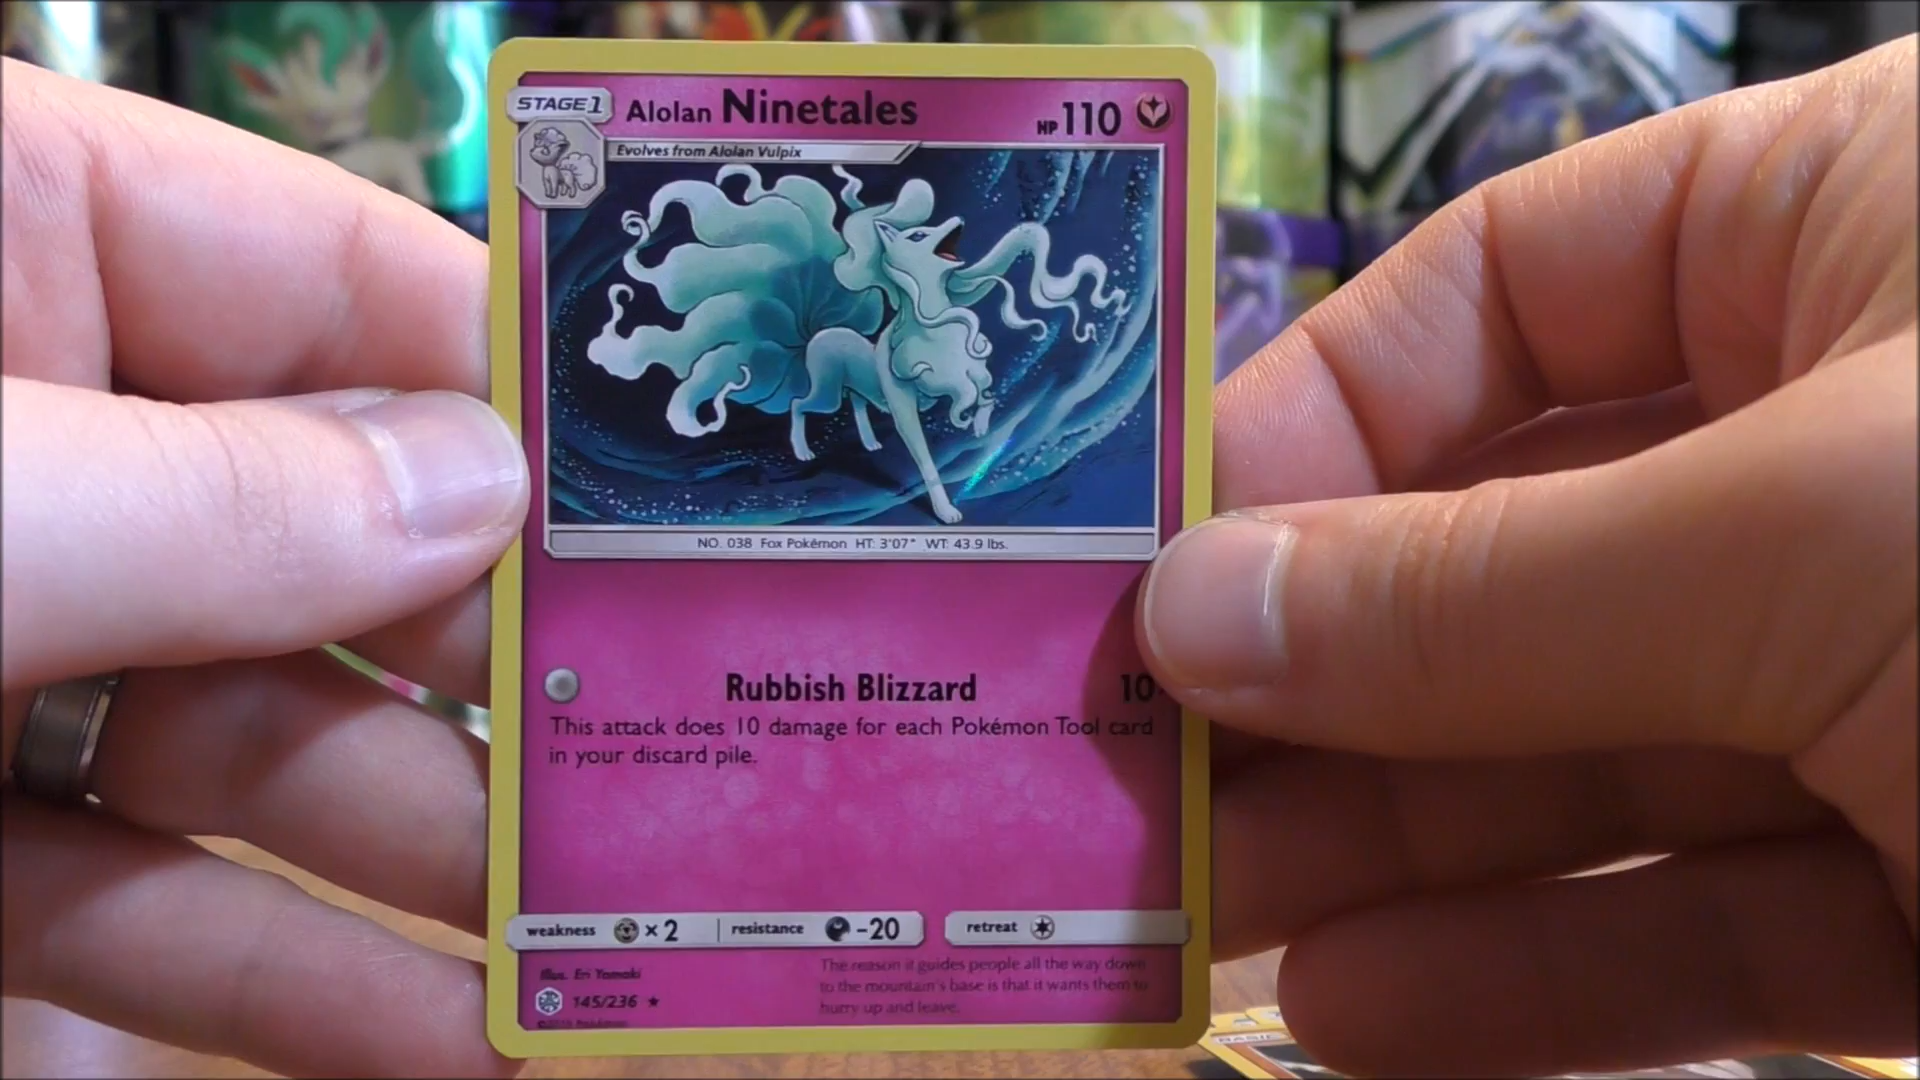 STAGE 1
Alolan Ninetales
HP 110
Evolves from Alolan Vulpix
NO. 038 Fox Pokémon HT: 3'07" WT: 43.9 lbs.
Rubbish Blizzard 10
This attack does 10 damage for each Pokémon Tool card
in your discard pile.
weakness ×2 resistance -20 retreat
Illus. Eri Yamaki
The reason it guides people all the way down
to the mountain's base is that it wants them to
hurry up and leave.
145/236
BASIC